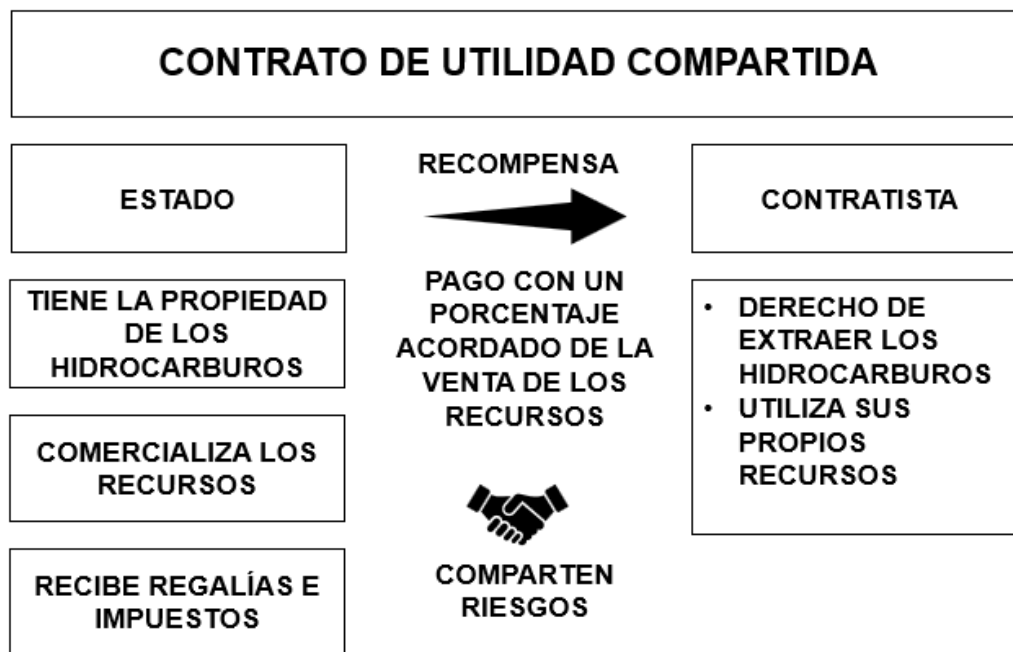 CONTRATO DE UTILIDAD COMPARTIDA
ESTADO
TIENE LA PROPIEDAD
DE LOS
HIDROCARBUROS
COMERCIALIZA LOS
RECURSOS
RECIBE REGALÍAS E
IMPUESTOS
RECOMPENSA
PAGO CON UN
PORCENTAJE
ACORDADO DE LA
VENTA DE LOS
RECURSOS
COMPARTEN
RIESGOS
CONTRATISTA
• DERECHO DE
EXTRAER LOS
HIDROCARBUROS
• UTILIZA SUS
PROPIOS
RECURSOS